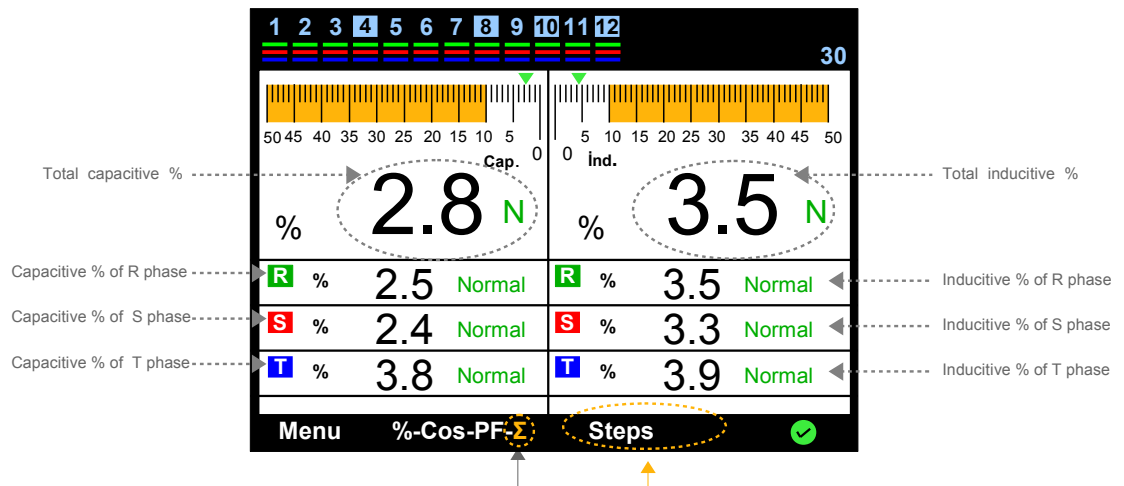 1 2 3 4 5 6 7 8 9 10 11 12
30
50 45 40 35 30 25 20 15 10 5 0
0 5 10 15 20 25 30 35 40 45 50
Cap.
ind.
Total capacitive %
% 2.8 N
% 3.5 N
Total inductive %
Capacitive % of R phase
R % 2.5 Normal
R % 3.5 Normal
Inductive % of R phase
Capacitive % of S phase
S % 2.4 Normal
S % 3.3 Normal
Inductive % of S phase
Capacitive % of T phase
T % 3.8 Normal
T % 3.9 Normal
Inductive % of T phase
Menu %-Cos-PF-Σ Steps